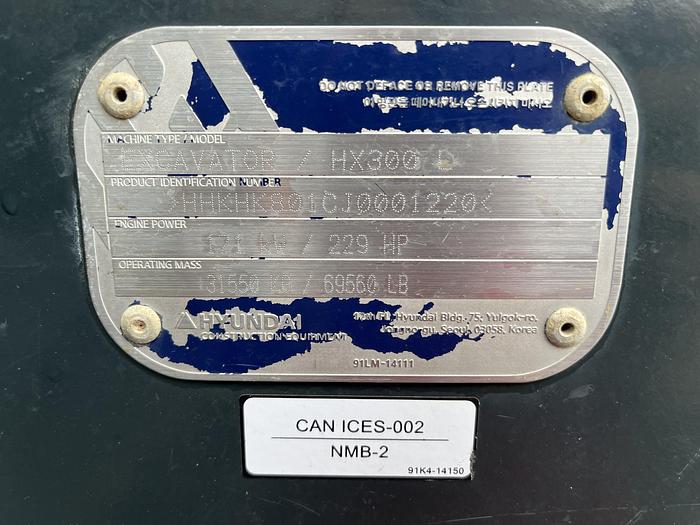 DO NOT DEFACE OR REMOVE THIS PLATE
MACHINE TYPE / MODEL
EXCAVATOR / HX300 L
PRODUCT IDENTIFICATION NUMBER
>HHKHK801CJ0001220<
ENGINE POWER
171 kW / 229 HP
OPERATING MASS
31550 KG / 69560 LB
HYUNDAI
CONSTRUCTION EQUIPMENT
Hyundai Bldg. 75, Yulgok-ro,
Jongno-gu, Seoul, 03058, Korea
91LM-14111
CAN ICES-002
NMB-2
91K4-14150